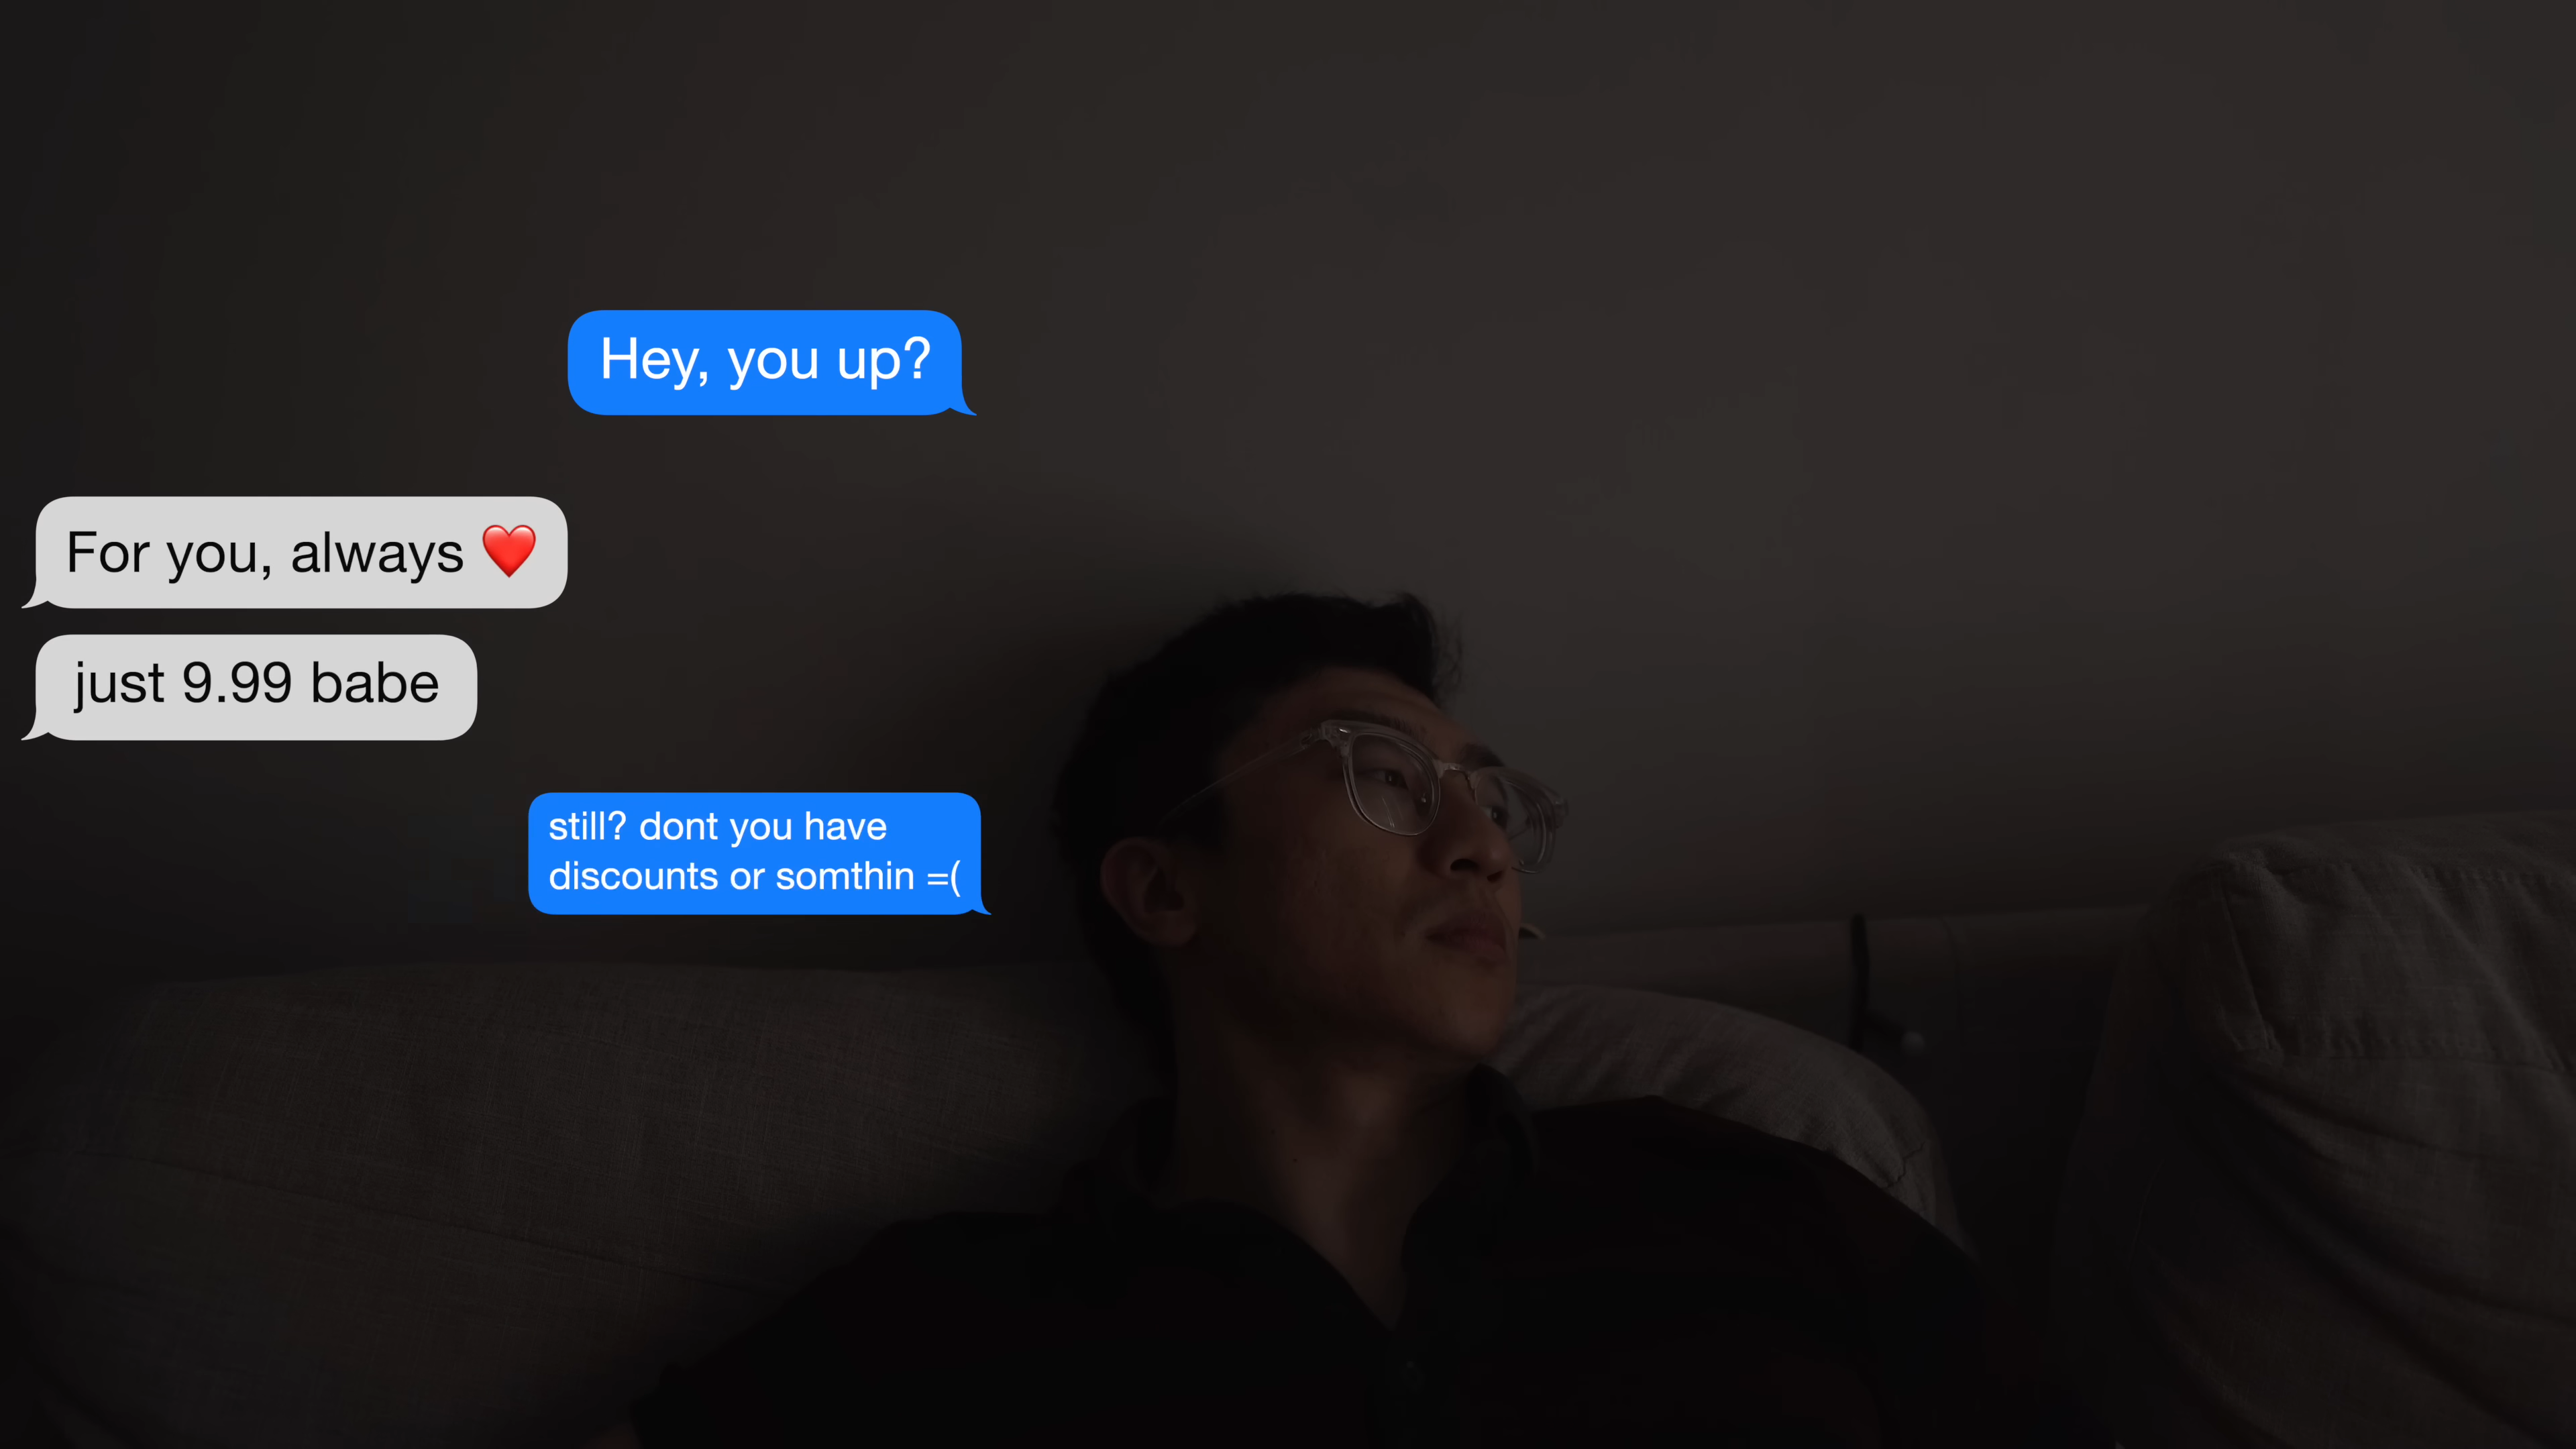 Hey, you up?
For you, always ❤️
just 9.99 babe
still? dont you have
discounts or somthin =(